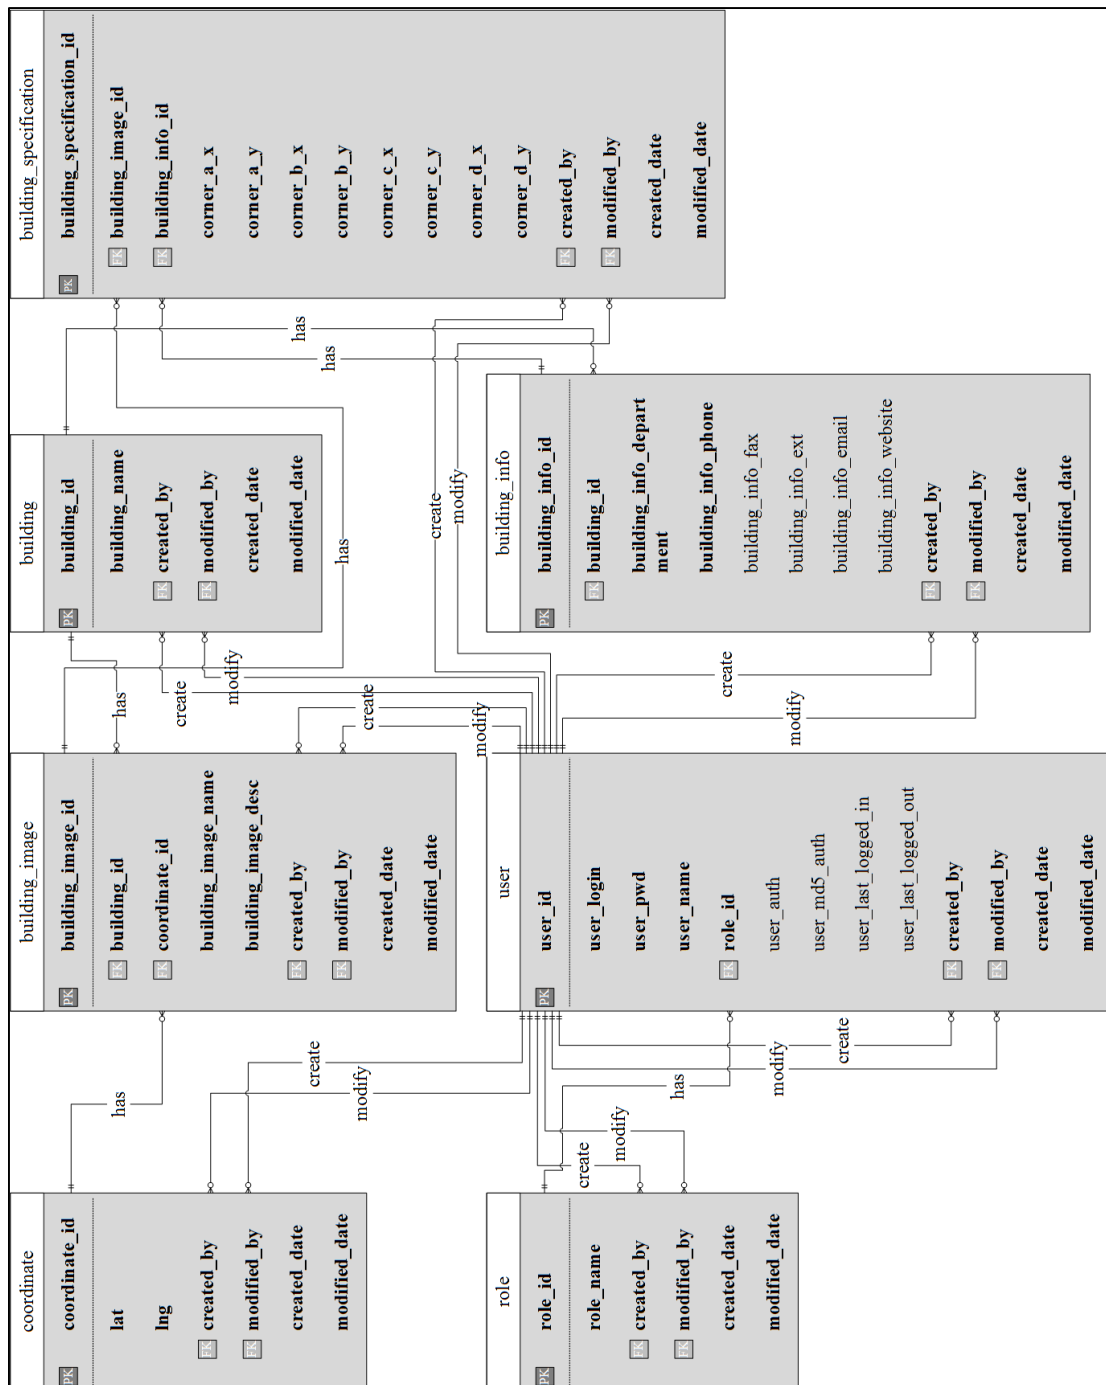 coordinate
PK coordinate_id
lat
lng
FK created_by
FK modified_by
created_date
modified_date
has
create
modify
building_image
PK building_image_id
FK building_id
FK coordinate_id
building_image_name
building_image_desc
FK created_by
FK modified_by
created_date
modified_date
has
create
modify
create
modify
has
building
PK building_id
building_name
FK created_by
FK modified_by
created_date
modified_date
has
has
building_specification
PK building_specification_id
FK building_image_id
FK building_info_id
corner_a_x
corner_a_y
corner_b_x
corner_b_y
corner_c_x
corner_c_y
corner_d_x
corner_d_y
FK created_by
FK modified_by
created_date
modified_date
role
PK role_id
role_name
FK created_by
FK modified_by
created_date
modified_date
create
modify
has
modify
create
user
PK user_id
user_login
user_pwd
user_name
FK role_id
user_auth
user_md5_auth
user_last_logged_in
user_last_logged_out
FK created_by
FK modified_by
created_date
modified_date
create
modify
create
modify
building_info
PK building_info_id
FK building_id
building_info_depart
ment
building_info_phone
building_info_fax
building_info_ext
building_info_email
building_info_website
FK created_by
FK modified_by
created_date
modified_date